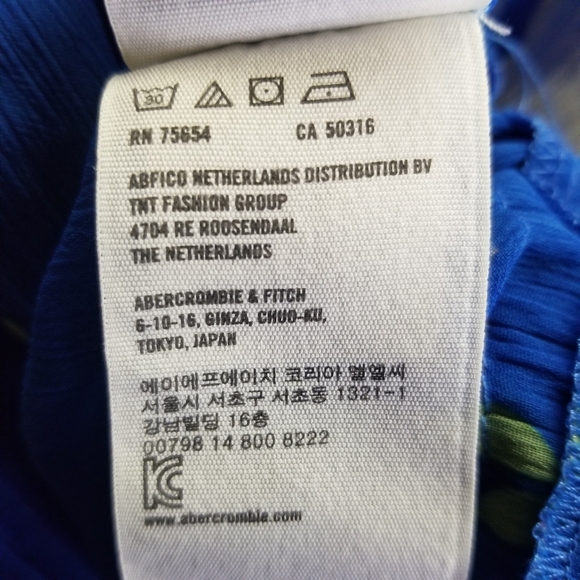 30
RN 75654 CA 50316
ABFICO NETHERLANDS DISTRIBUTION BV
TNT FASHION GROUP
4704 RE ROOSENDAAL
THE NETHERLANDS
ABERCROMBIE & FITCH
6-10-16, GINZA, CHUO-KU,
TOKYO, JAPAN
에이에프에이치 코리아 엘엘씨
서울시 서초구 서초동 1321-1
강남빌딩 16층
00798 14 800 8222
www.abercrombie.com